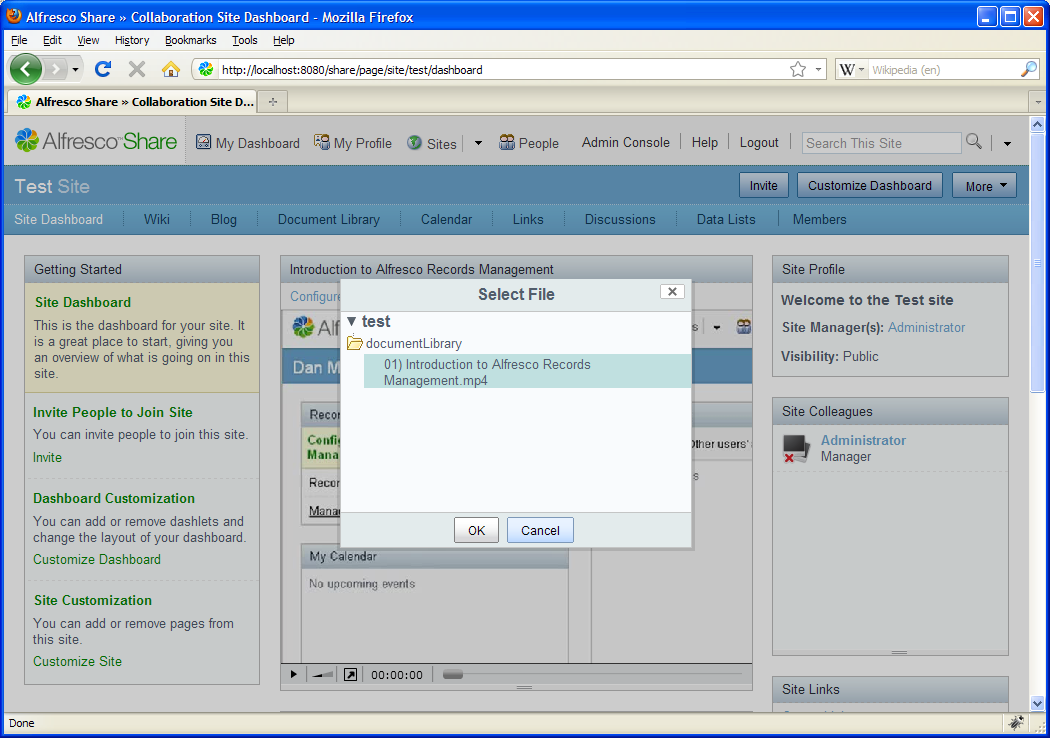 Alfresco Share » Collaboration Site Dashboard - Mozilla Firefox
File Edit View History Bookmarks Tools Help
http://localhost:8080/share/page/site/test/dashboard
W Wikipedia (en)
Alfresco Share » Collaboration Site D...
Alfresco Share
My Dashboard My Profile Sites People Admin Console Help Logout Search This Site
Test Site
Invite Customize Dashboard More
Site Dashboard Wiki Blog Document Library Calendar Links Discussions Data Lists Members
Getting Started
Site Dashboard
This is the dashboard for your site. It
is a great place to start, giving you
an overview of what is going on in this
site.
Invite People to Join Site
You can invite people to join this site.
Invite
Dashboard Customization
You can add or remove dashlets and
change the layout of your dashboard.
Customize Dashboard
Site Customization
You can add or remove pages from
this site.
Customize Site
Introduction to Alfresco Records Management
Configure
Alf
Dan M
Recor
Config
Mana
Recor
Mana
Other users'
s
My Calendar
No upcoming events
00:00:00
Select File
test
documentLibrary
01) Introduction to Alfresco Records
Management.mp4
OK Cancel
Site Profile
Welcome to the Test site
Site Manager(s): Administrator
Visibility: Public
Site Colleagues
Administrator
Manager
Site Links
Done